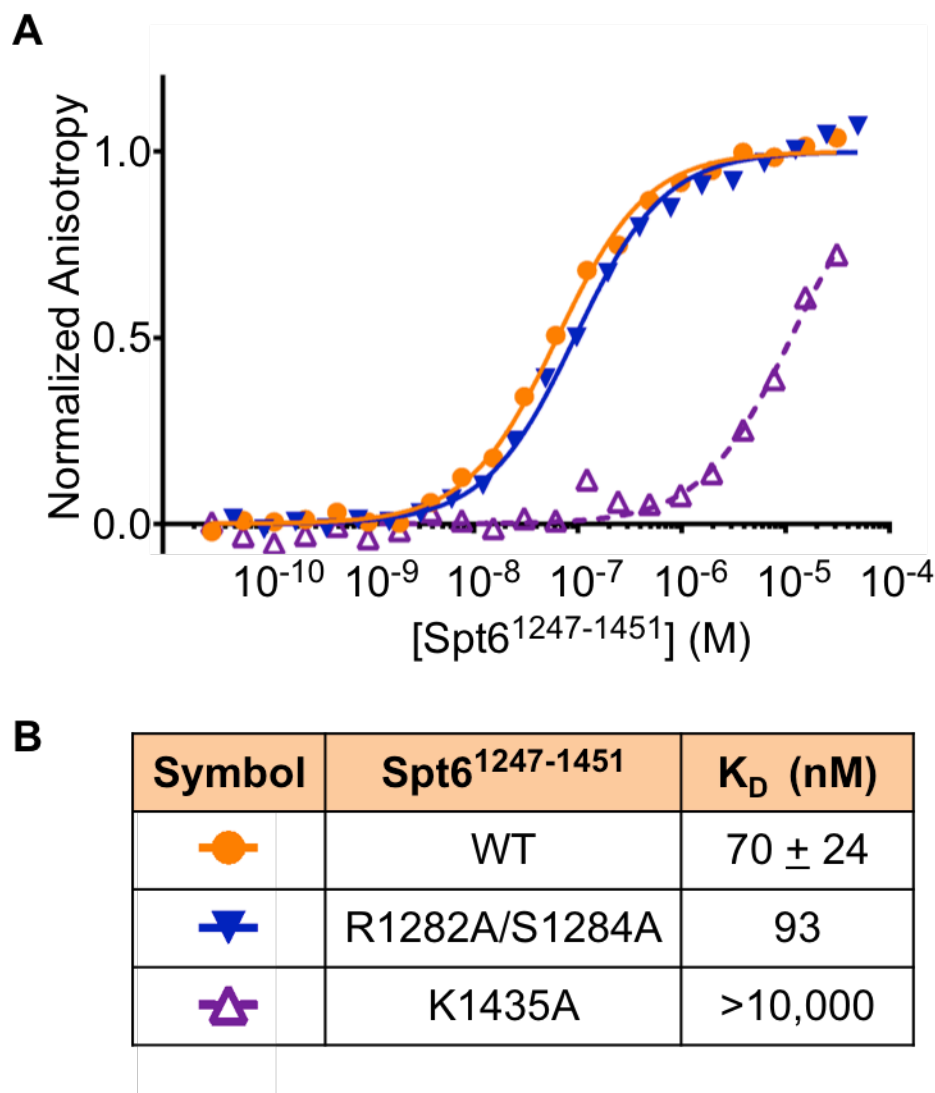 A
Normalized Anisotropy
1.0
0.5
0.0
10⁻¹⁰ 10⁻⁹ 10⁻⁸ 10⁻⁷ 10⁻⁶ 10⁻⁵ 10⁻⁴
[Spt6¹²⁴⁷⁻¹⁴⁵¹] (M)
B
Symbol Spt6¹²⁴⁷⁻¹⁴⁵¹ K_D (nM)
WT 70 ± 24
R1282A/S1284A 93
K1435A >10,000